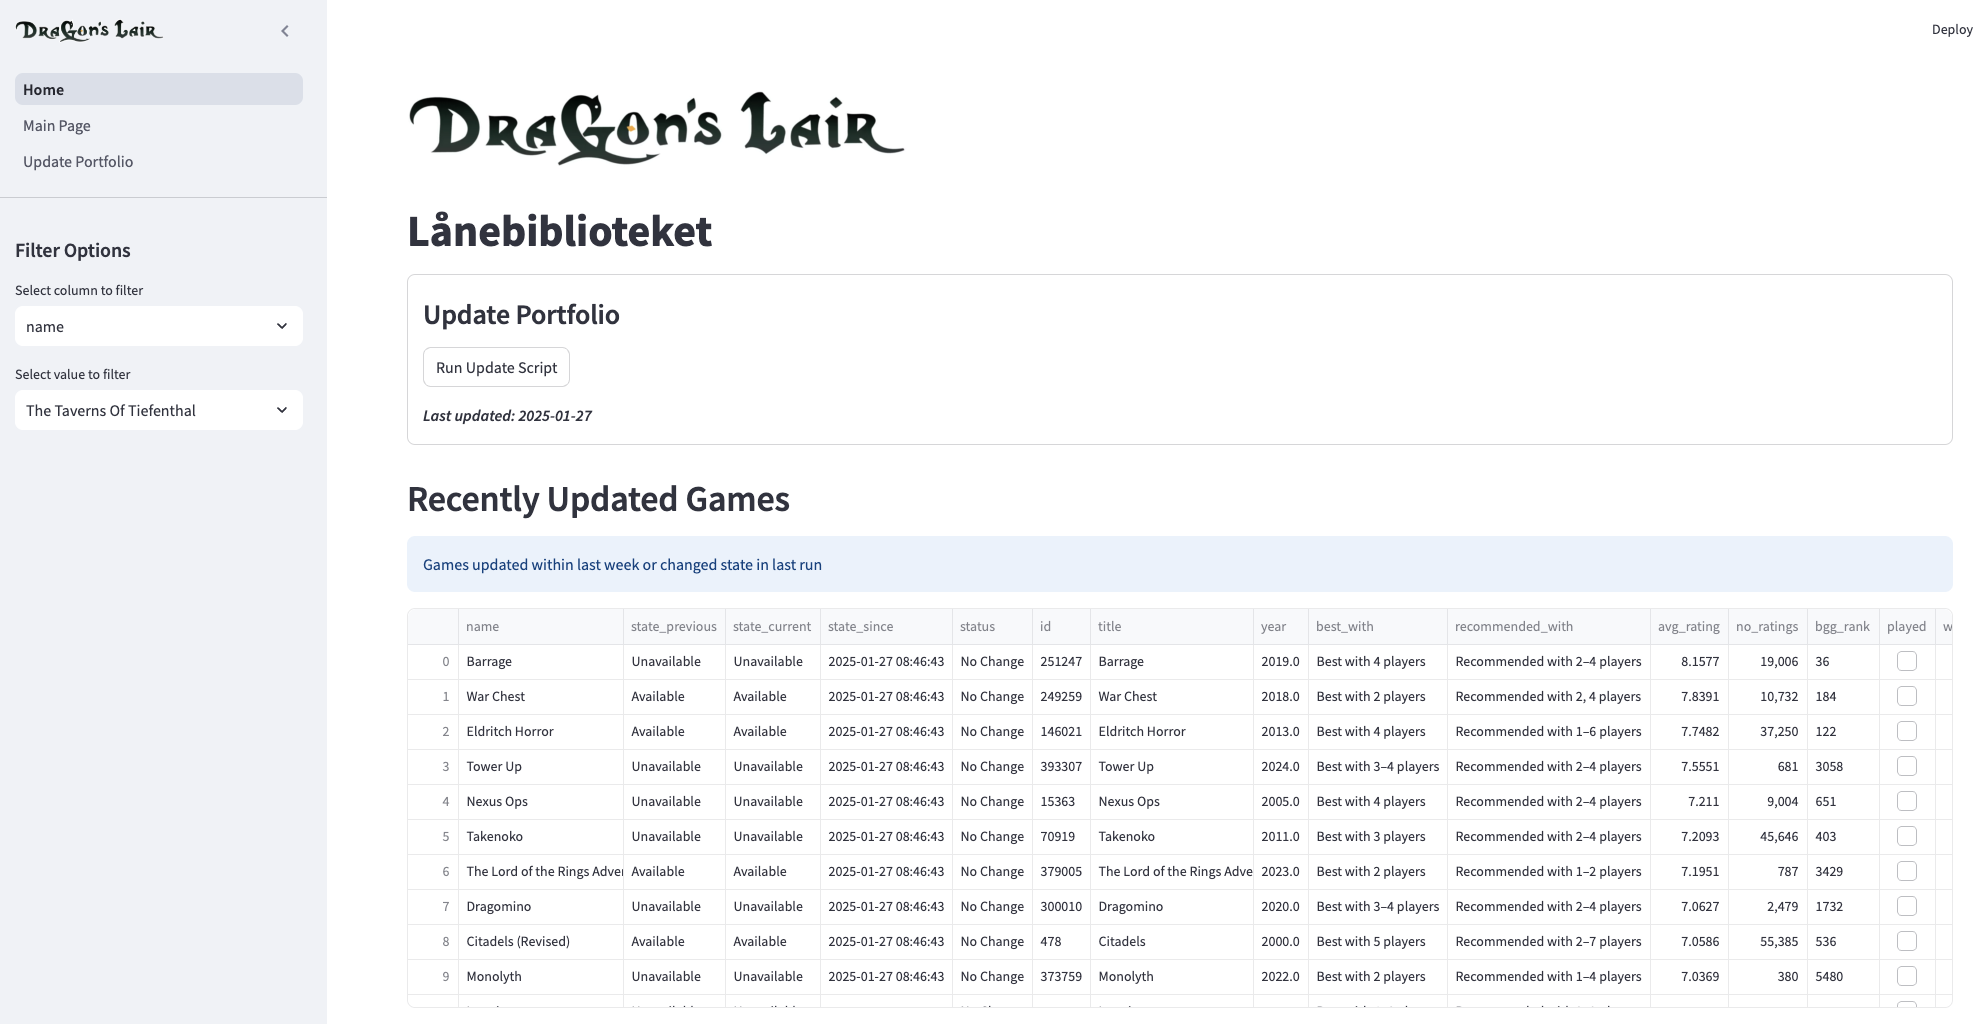 DRAGON'S LAIR
Deploy
Home
Main Page
Update Portfolio
Filter Options
Select column to filter
name
Select value to filter
The Taverns Of Tiefenthal
DRAGON'S LAIR
Lånebiblioteket
Update Portfolio
Run Update Script
Last updated: 2025-01-27
Recently Updated Games
Games updated within last week or changed state in last run
name state_previous state_current state_since status id title year best_with recommended_with avg_rating no_ratings bgg_rank played w
0 Barrage Unavailable Unavailable 2025-01-27 08:46:43 No Change 251247 Barrage 2019.0 Best with 4 players Recommended with 2–4 players 8.1577 19,006 36
1 War Chest Available Available 2025-01-27 08:46:43 No Change 249259 War Chest 2018.0 Best with 2 players Recommended with 2, 4 players 7.8391 10,732 184
2 Eldritch Horror Available Available 2025-01-27 08:46:43 No Change 146021 Eldritch Horror 2013.0 Best with 4 players Recommended with 1–6 players 7.7482 37,250 122
3 Tower Up Unavailable Unavailable 2025-01-27 08:46:43 No Change 393307 Tower Up 2024.0 Best with 3–4 players Recommended with 2–4 players 7.5551 681 3058
4 Nexus Ops Unavailable Unavailable 2025-01-27 08:46:43 No Change 15363 Nexus Ops 2005.0 Best with 4 players Recommended with 2–4 players 7.211 9,004 651
5 Takenoko Unavailable Unavailable 2025-01-27 08:46:43 No Change 70919 Takenoko 2011.0 Best with 3 players Recommended with 2–4 players 7.2093 45,646 403
6 The Lord of the Rings Adver Available Available 2025-01-27 08:46:43 No Change 379005 The Lord of the Rings Adve 2023.0 Best with 2 players Recommended with 1–2 players 7.1951 787 3429
7 Dragomino Unavailable Unavailable 2025-01-27 08:46:43 No Change 300010 Dragomino 2020.0 Best with 3–4 players Recommended with 2–4 players 7.0627 2,479 1732
8 Citadels (Revised) Available Available 2025-01-27 08:46:43 No Change 478 Citadels 2000.0 Best with 5 players Recommended with 2–7 players 7.0586 55,385 536
9 Monolyth Unavailable Unavailable 2025-01-27 08:46:43 No Change 373759 Monolyth 2022.0 Best with 2 players Recommended with 1–4 players 7.0369 380 5480